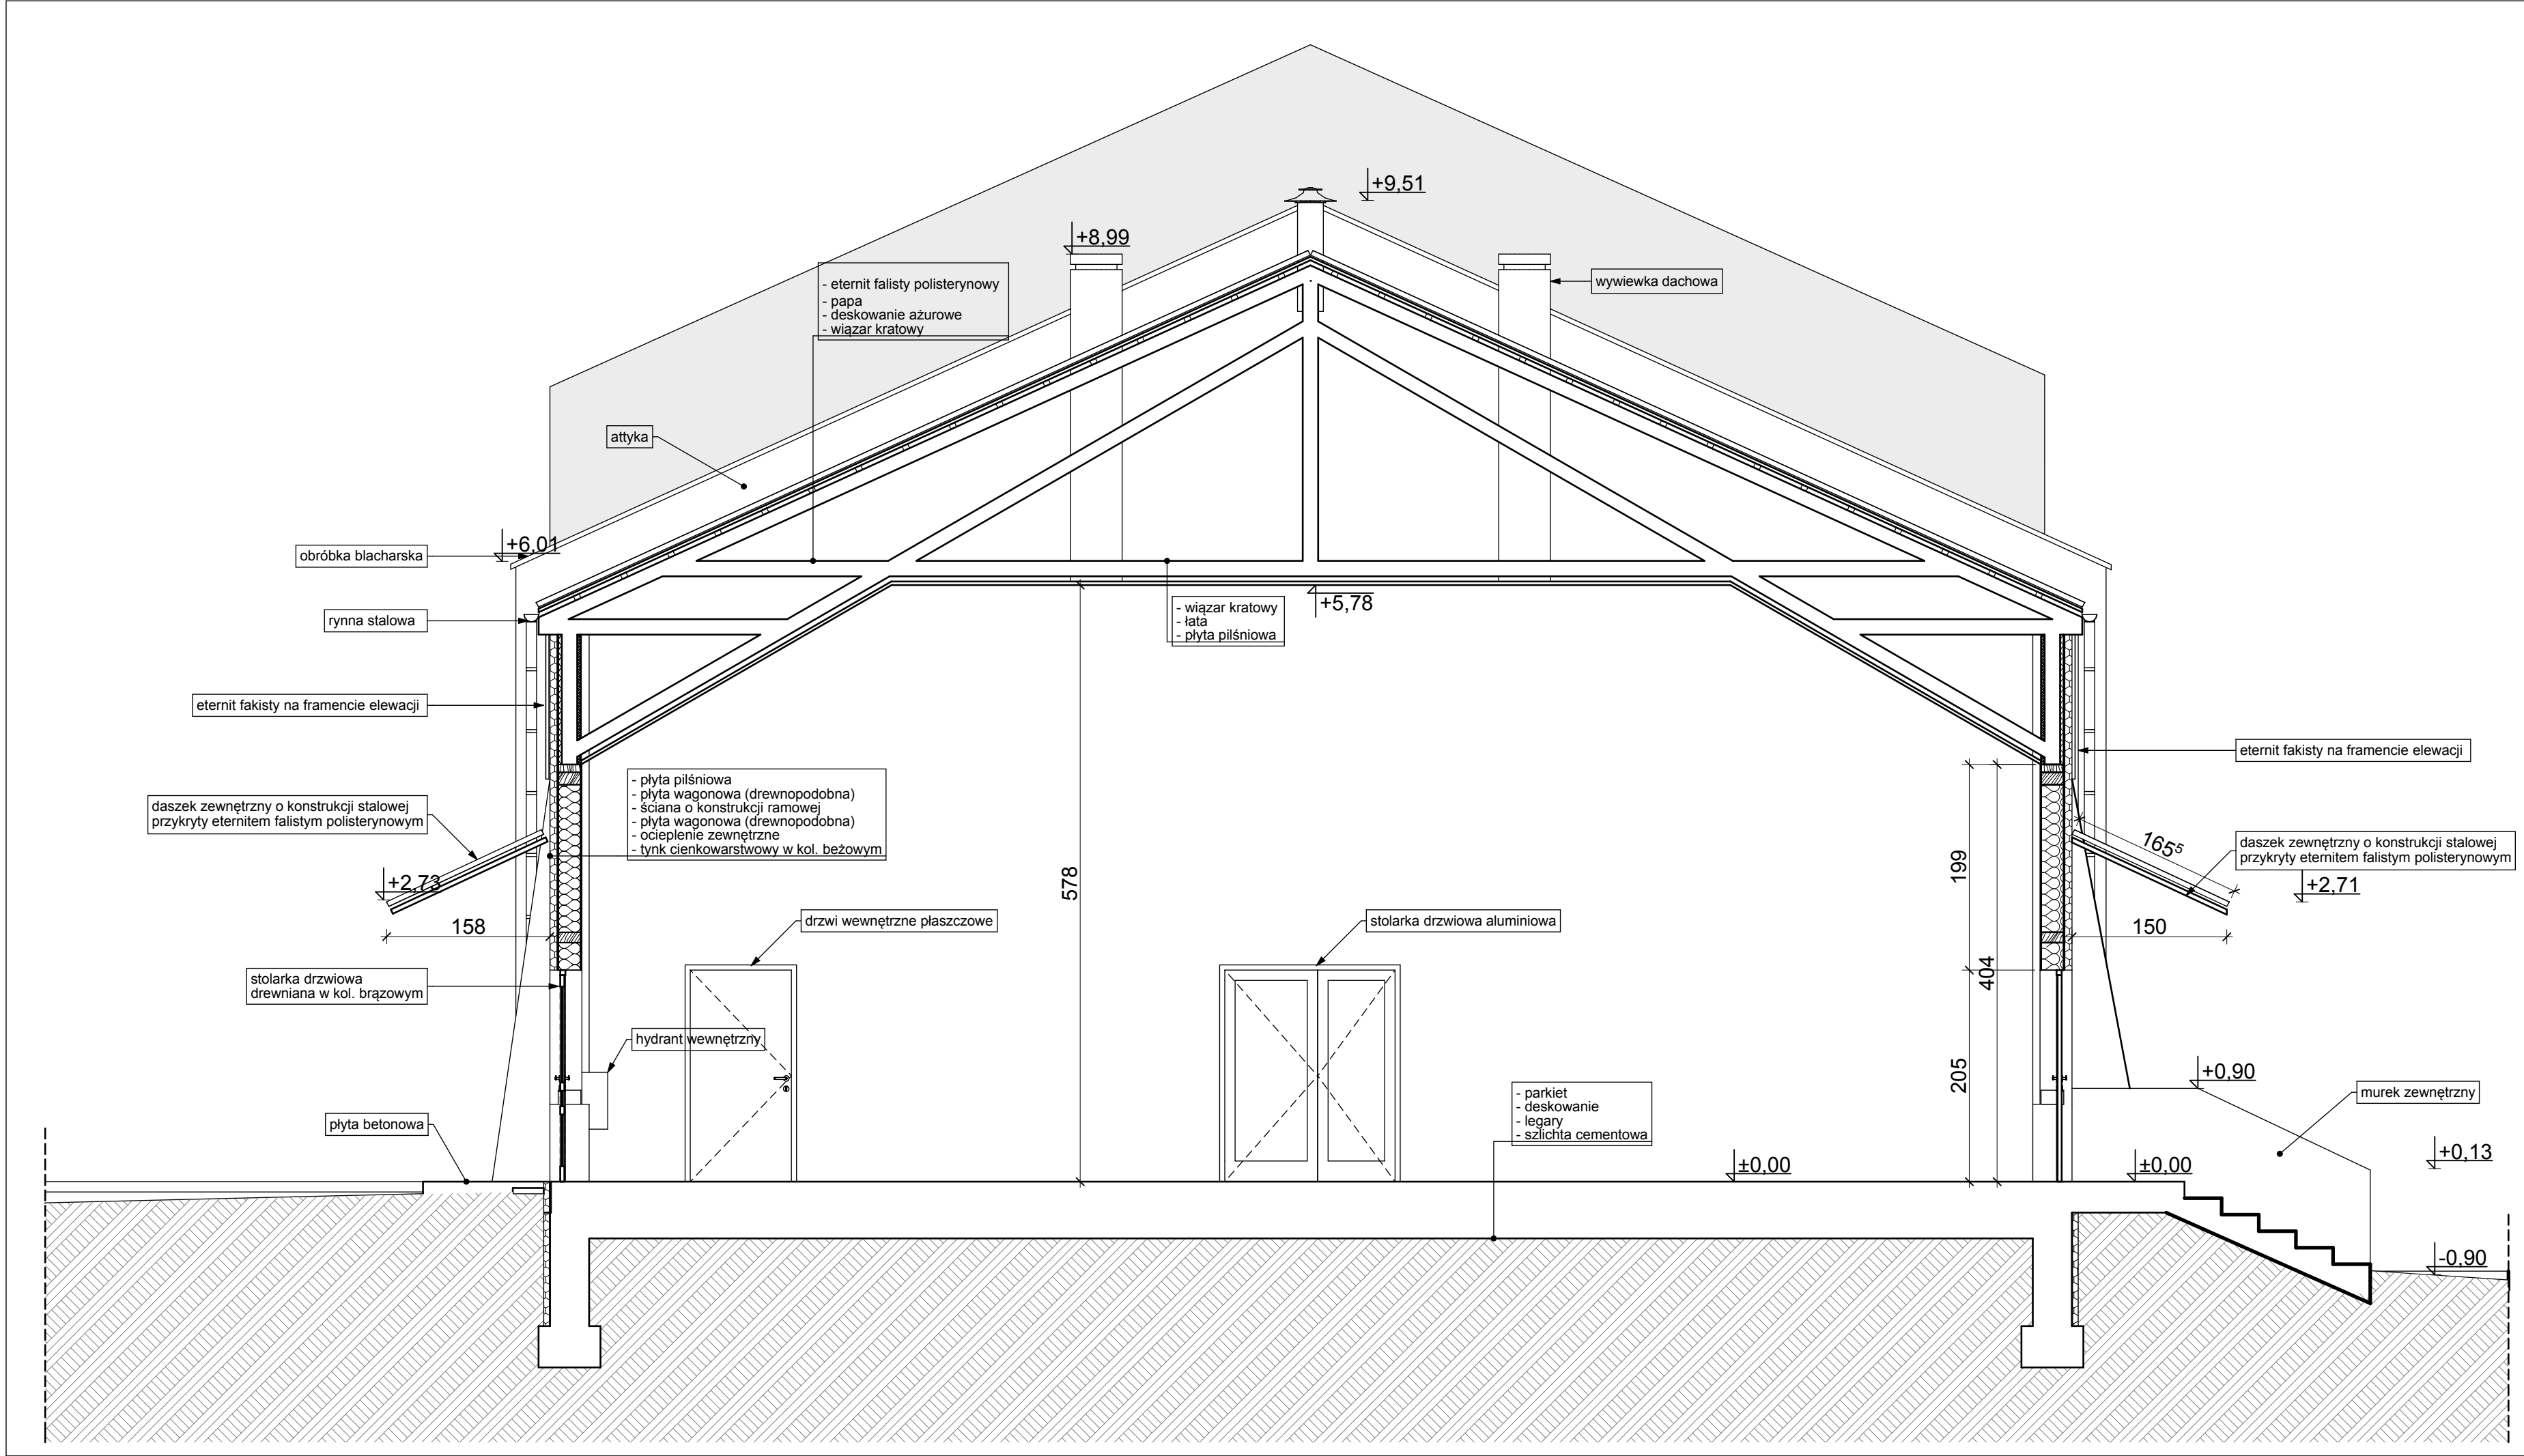 +9,51
+8,99
- eternit falisty polisterynowy
- papa
- deskowanie ażurowe
- wiązar kratowy
wywiewka dachowa
attyka
+6,01
obróbka blacharska
rynna stalowa
+5,78
- wiązar kratowy
- łata
- płyta pilśniowa
eternit fakisty na framencie elewacji
eternit fakisty na framencie elewacji
- płyta pilśniowa
- płyta wagonowa (drewnopodobna)
- ściana o konstrukcji ramowej
- płyta wagonowa (drewnopodobna)
- ocieplenie zewnętrzne
- tynk cienkowarstwowy w kol. beżowym
daszek zewnętrzny o konstrukcji stalowej
przykryty eternitem falistym polisterynowym
165⁵
daszek zewnętrzny o konstrukcji stalowej
przykryty eternitem falistym polisterynowym
+2,73
578
199
+2,71
158
drzwi wewnętrzne płaszczowe
stolarka drzwiowa aluminiowa
150
stolarka drzwiowa
drewniana w kol. brązowym
404
hydrant wewnętrzny
205
+0,90
murek zewnętrzny
- parkiet
- deskowanie
- legary
- szlichta cementowa
płyta betonowa
±0,00
±0,00
+0,13
-0,90